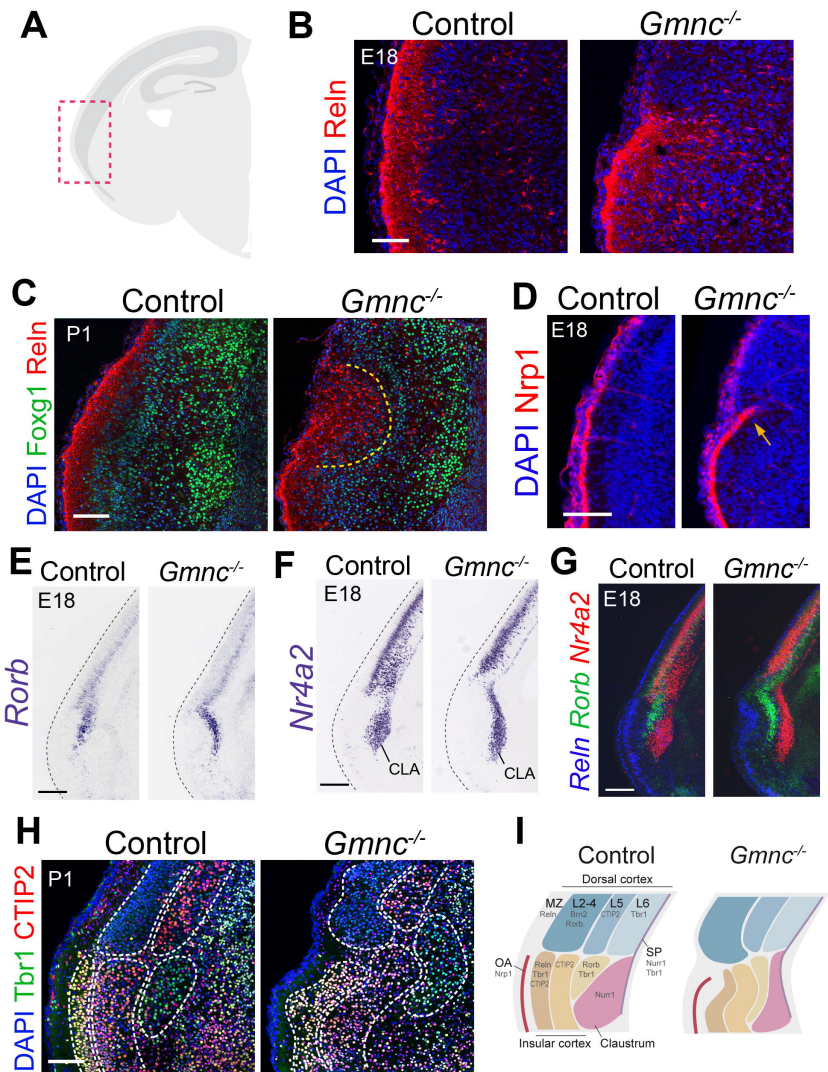 A
B
Control
Gmnc-/-
DAPI Reln
E18
C
Control
Gmnc-/-
DAPI Foxg1 Reln
P1
D
Control
Gmnc-/-
DAPI Nrp1
E18
E
Control
Gmnc-/-
Rorb
E18
F
Control
Gmnc-/-
Nr4a2
E18
CLA
CLA
G
Control
Gmnc-/-
Reln Rorb Nr4a2
E18
H
Control
Gmnc-/-
DAPI Tbr1 CTIP2
P1
I
Control
Gmnc-/-
Dorsal cortex
MZ
Reln
L2-4
Brn2
Rorb
L5
CTIP2
L6
Tbr1
SP
Nurr1
Tbr1
OA
Nrp1
Reln
Tbr1
CTIP2
CTIP2
Rorb
Tbr1
Nurr1
Insular cortex
Claustrum